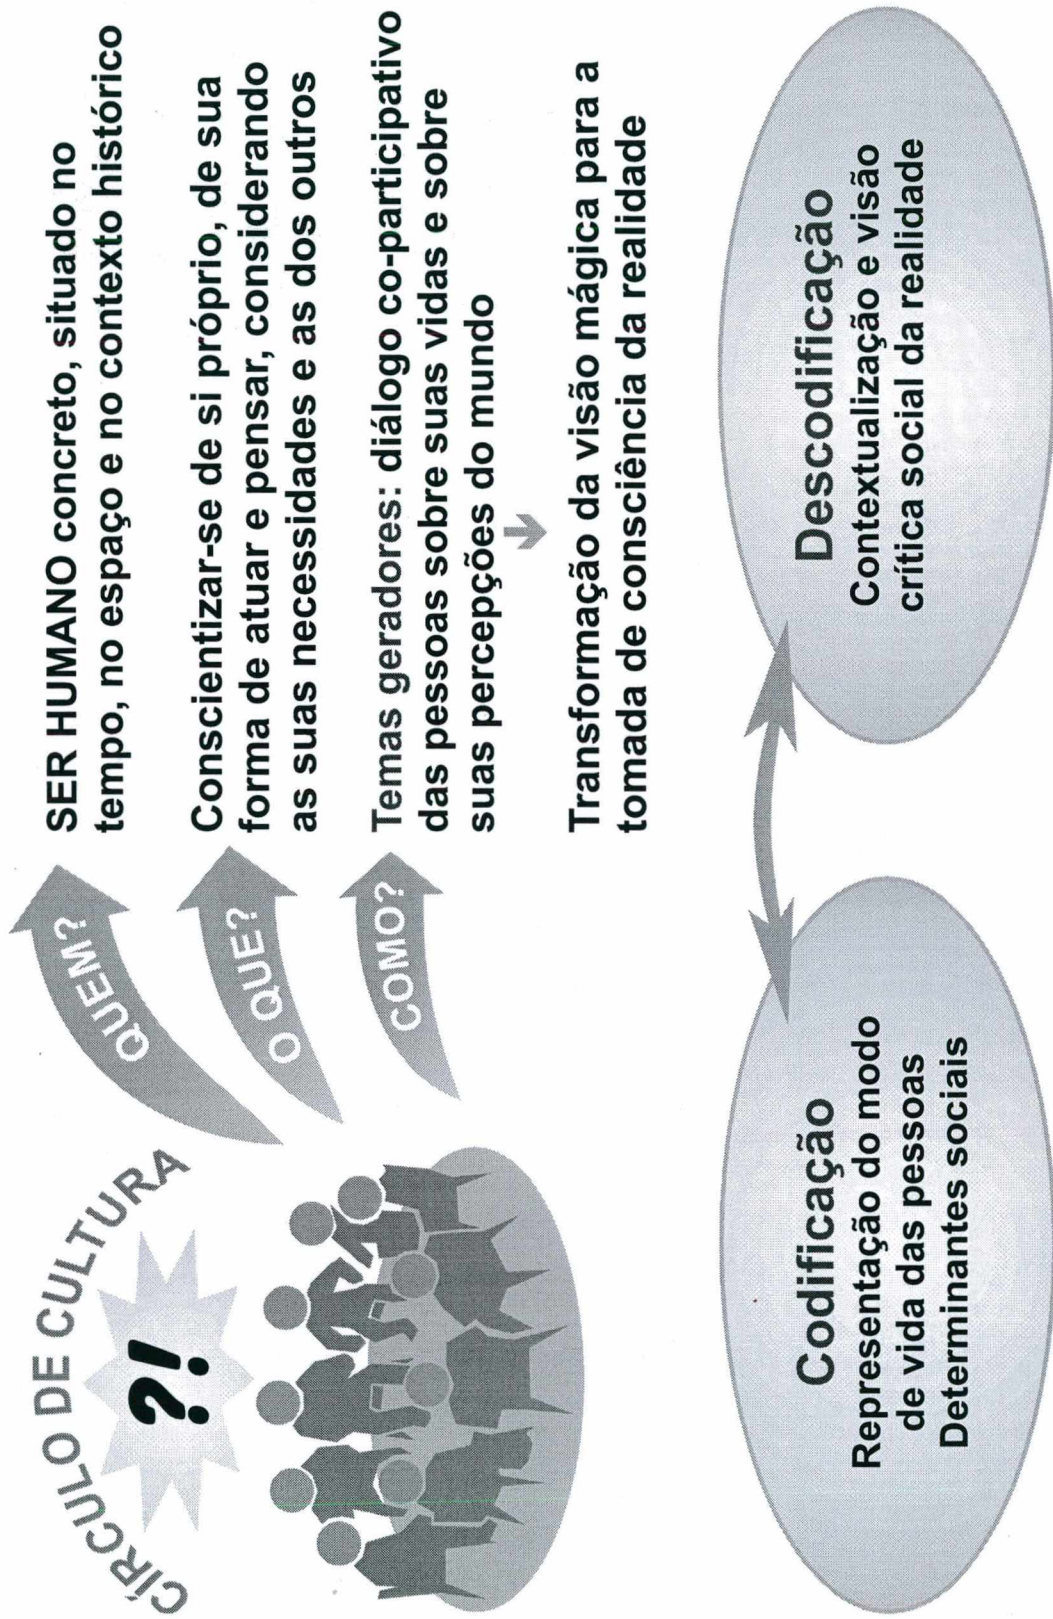 CÍRCULO DE CULTURA
?!
QUEM?
SER HUMANO concreto, situado no
tempo, no espaço e no contexto histórico
O QUE?
Conscientizar-se de si próprio, de sua
forma de atuar e pensar, considerando
as suas necessidades e as dos outros
COMO?
Temas geradores: diálogo co-participativo
das pessoas sobre suas vidas e sobre
suas percepções do mundo
Transformação da visão mágica para a
tomada de consciência da realidade
Codificação
Representação do modo
de vida das pessoas
Determinantes sociais
Descodificação
Contextualização e visão
crítica social da realidade